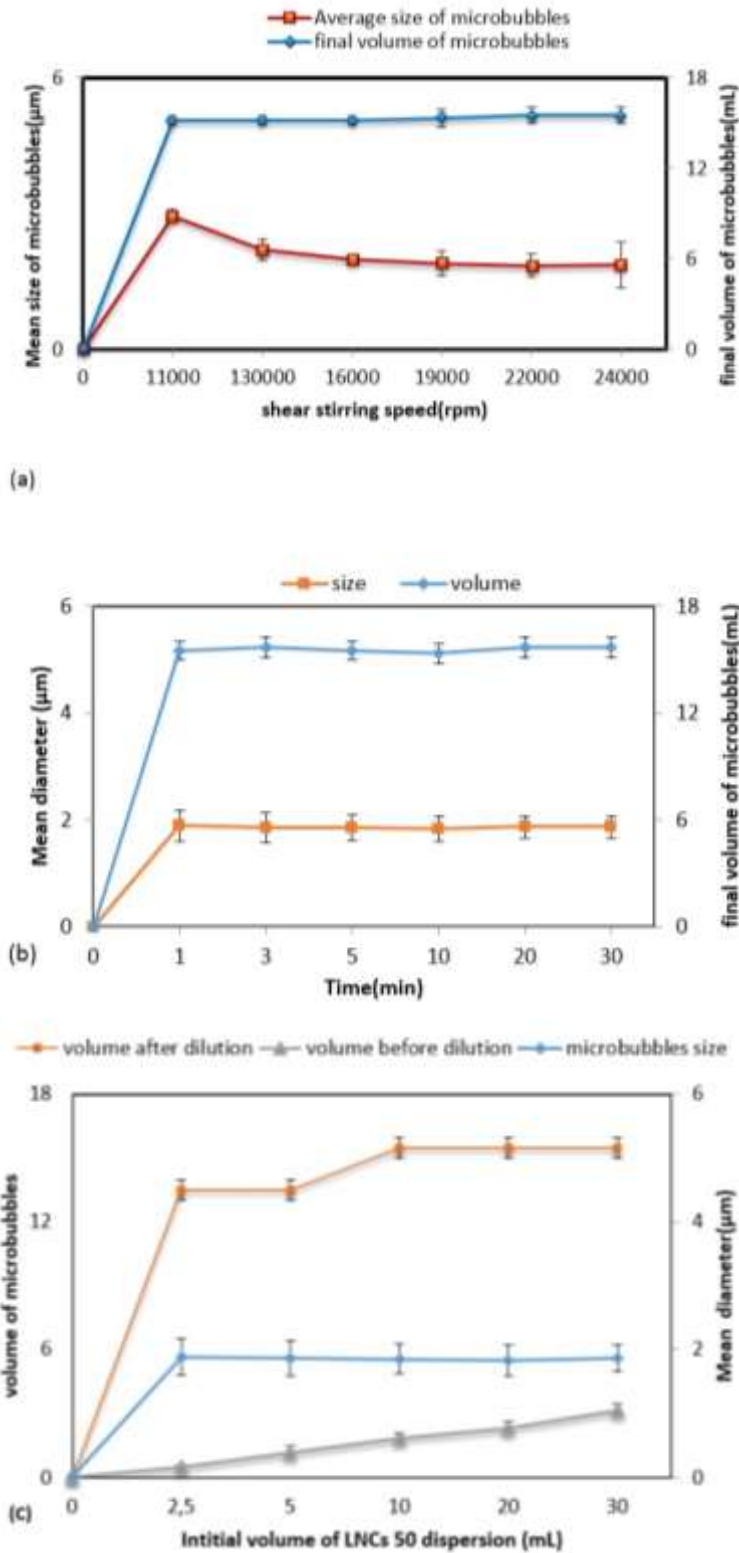 Average size of microbubbles
final volume of microbubbles
6
0
Mean size of microbubbles(μm)
18
12
6
0
final volume of microbubbles(mL)
0 11000 130000 16000 19000 22000 24000
shear stirring speed(rpm)
(a)
size volume
6
4
2
0
Mean diameter (μm)
18
12
6
0
final volume of microbubbles(mL)
0 1 3 5 10 20 30
Time(min)
(b)
volume after dilution volume before dilution microbubbles size
18
12
6
0
volume of microbubbles
6
4
2
0
Mean diameter(μm)
0 2,5 5 10 20 30
Intitial volume of LNCs 50 dispersion (mL)
(c)